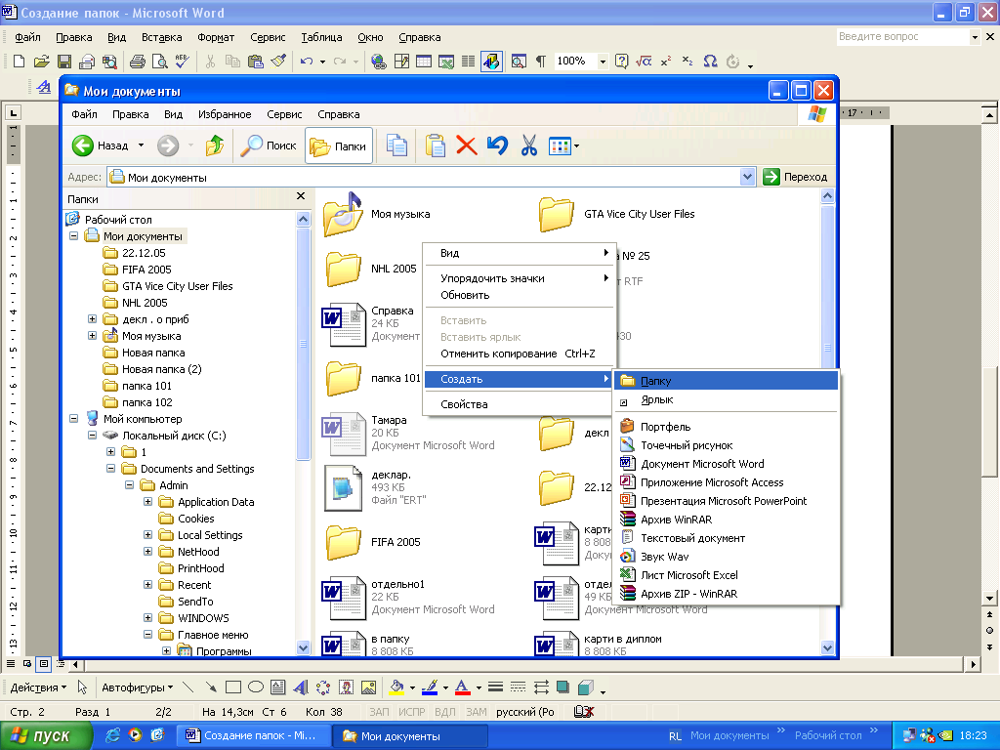 Создание папок - Microsoft Word
Файл Правка Вид Вставка Формат Сервис Таблица Окно Справка
Введите вопрос
100%
Мои документы
17
Файл Правка Вид Избранное Сервис Справка
Назад Поиск Папки
Адрес: Мои документы Переход
Папки
Рабочий стол
Мои документы
22.12.05
FIFA 2005
GTA Vice City User Files
NHL 2005
декл . о приб
Моя музыка
Новая папка
Новая папка (2)
папка 101
папка 102
Мой компьютер
Локальный диск (C:)
1
Documents and Settings
Admin
Application Data
Cookies
Local Settings
NetHood
PrintHood
Recent
SendTo
WINDOWS
Главное меню
Программы
Моя музыка
GTA Vice City User Files
NHL 2005
а № 25
т RTF
Справка
24 КБ
Документ
930
папка 101
Тамара
20 КБ
Документ Microsoft Word
декл
деклар.
493 КБ
Файл "ERT"
22.12
FIFA 2005
карти
8 808
Доку
отдельно1
22 КБ
Документ Microsoft Word
отдел
49 КБ
Документ Microsoft Word
в папку
8 808 КБ
карти в диплом
8 808 КБ
Вид
Упорядочить значки
Обновить
Вставить
Вставить ярлык
Отменить копирование Ctrl+Z
Создать
Свойства
Папку
Ярлык
Портфель
Точечный рисунок
Документ Microsoft Word
Приложение Microsoft Access
Презентация Microsoft PowerPoint
Архив WinRAR
Текстовый документ
Звук Wav
Лист Microsoft Excel
Архив ZIP - WinRAR
Действия Автофигуры
Стр. 2 Разд 1 2/2 На 14,3см Ст 6 Кол 38 ЗАП ИСПР ВДЛ ЗАМ русский (Ро
пуск Создание папок - Mi... Мои документы RL Мои документы » Рабочий стол » 18:23